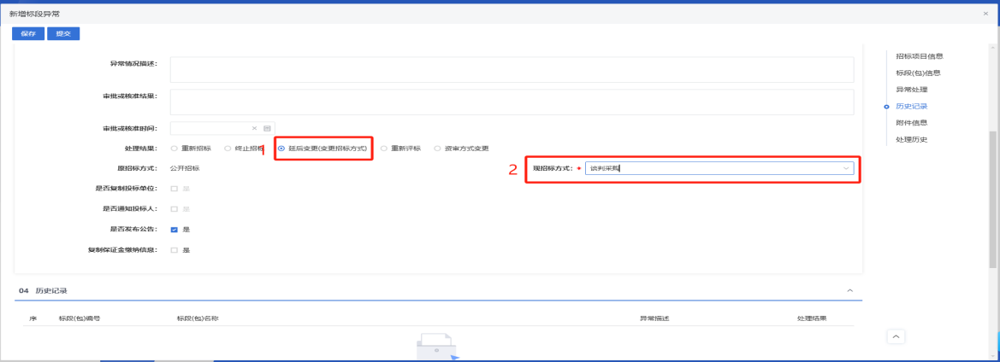 新增标段异常 ×
保存 提交
异常情况描述:
审批或核准结果:
审批或核准时间:
处理结果: 重新招标 终止招标 1 延后变更(变更招标方式) 重新评标 资审方式变更
原招标方式: 公开招标 2 现招标方式: * 谈判采购
是否复制投标单位: 是
是否通知投标人: 是
是否发布公告: 是
复制保证金缴纳信息: 是
04 历史记录
序 标段(包)编号 标段(包)名称 异常描述 处理结果
招标项目信息
标段(包)信息
异常处理
历史记录
附件信息
处理历史